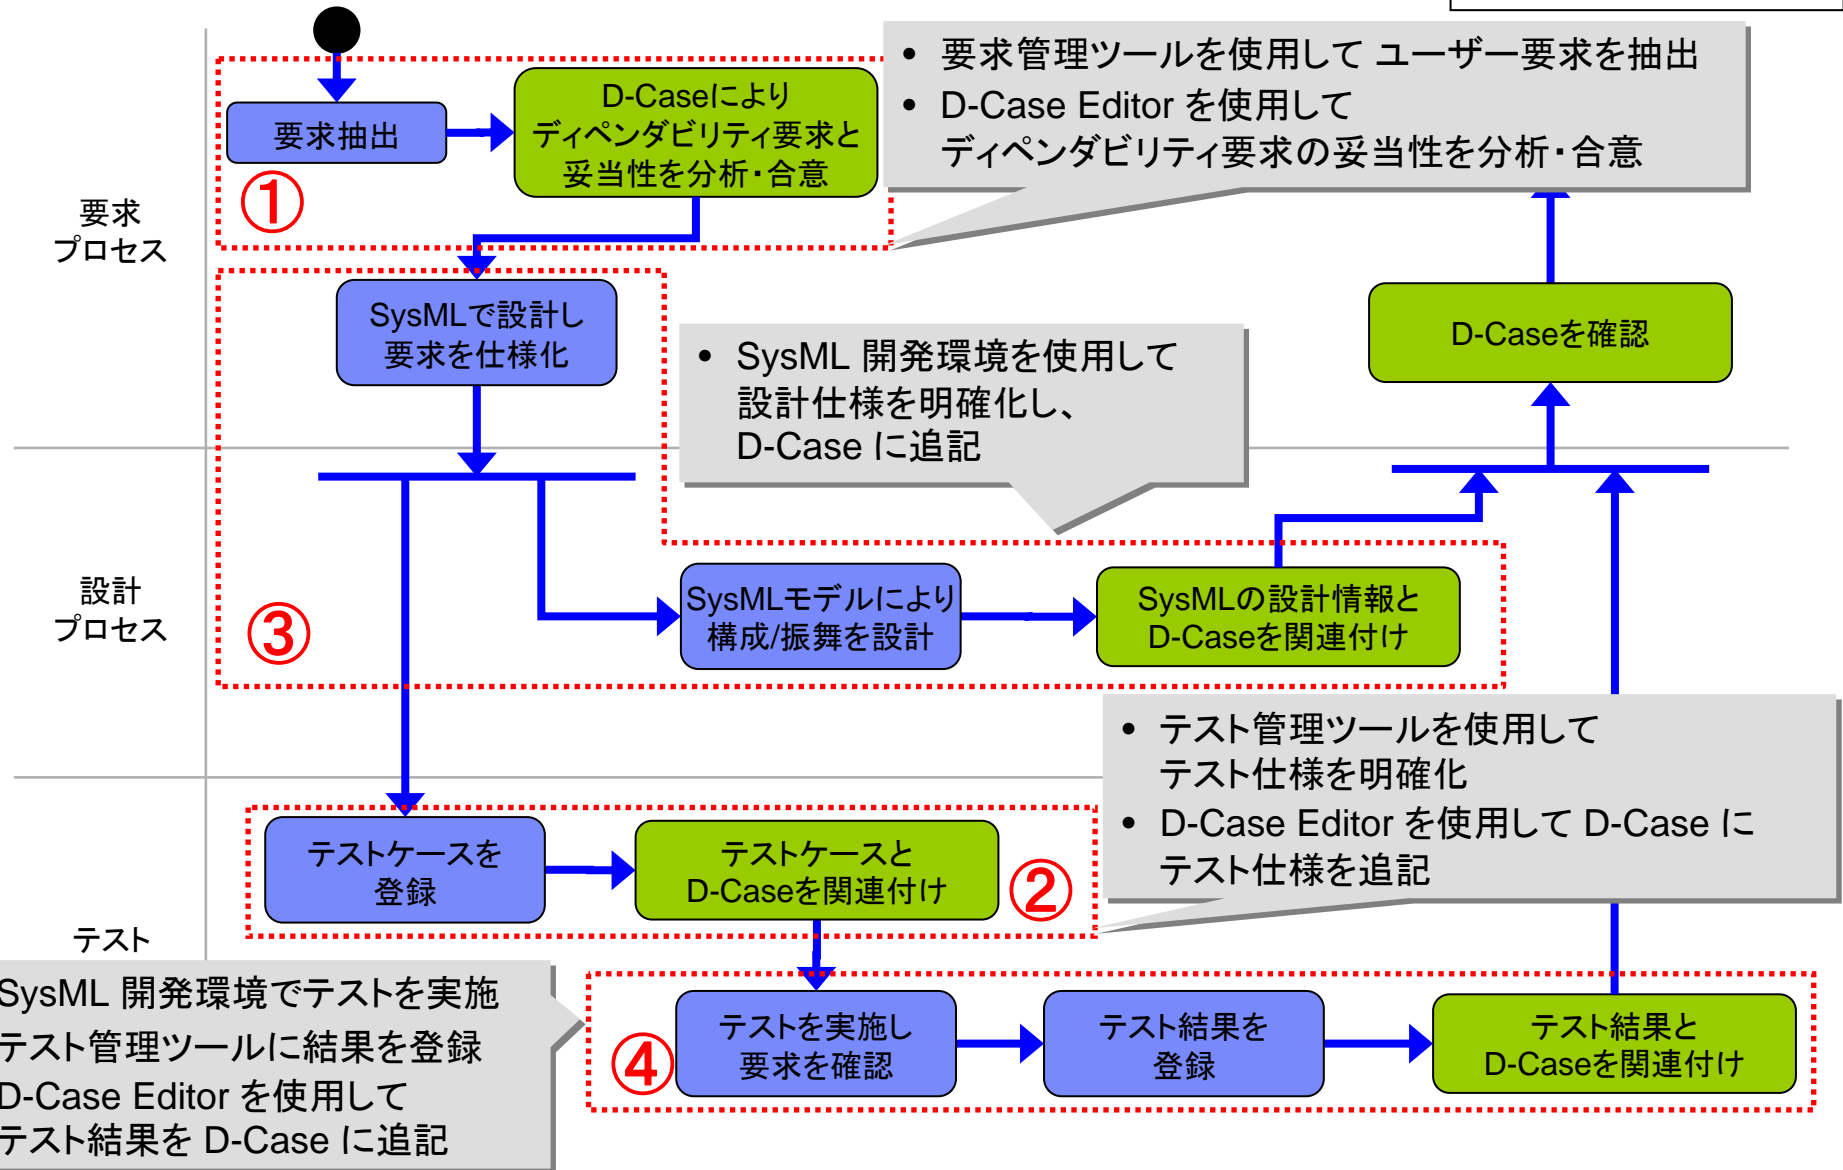 • 要求管理ツールを使用して ユーザー要求を抽出
• D-Case Editor を使用して
ディペンダビリティ要求の妥当性を分析・合意
要求抽出
D-Caseにより
ディペンダビリティ要求と
妥当性を分析・合意
①
要求
プロセス
SysMLで設計し
要求を仕様化
• SysML 開発環境を使用して
設計仕様を明確化し、
D-Case に追記
D-Caseを確認
設計
プロセス
③
SysMLモデルにより
構成/振舞を設計
SysMLの設計情報と
D-Caseを関連付け
• テスト管理ツールを使用して
テスト仕様を明確化
• D-Case Editor を使用して D-Case に
テスト仕様を追記
テストケースを
登録
テストケースと
D-Caseを関連付け
②
テスト
SysML 開発環境でテストを実施
テスト管理ツールに結果を登録
D-Case Editor を使用して
テスト結果を D-Case に追記
④
テストを実施し
要求を確認
テスト結果を
登録
テスト結果と
D-Caseを関連付け